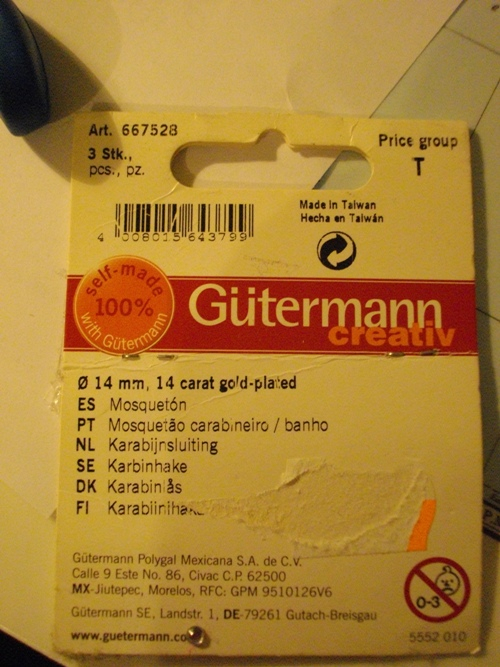 Art. 667528
Price group
T
3 Stk.,
pcs., pz.
Made in Taiwan
Hecha en Taiwán
4 008015 643799
self-made
100%
with Gütermann
Gütermann
creativ
Ø 14 mm, 14 carat gold-plated
ES Mosquetón
PT Mosquetão carabineiro / banho
NL Karabijnsluiting
SE Karbinhake
DK Karabinlås
FI
Gütermann Polygal Mexicana S.A. de C.v.
Calle 9 Este No. 86, Civac C.P. 62500
MX-Jiutepec, Morelos, RFC: GPM 9510126V6
0-3
Gütermann SE, Landstr. 1, DE-79261 Gutach-Breisgau
www.guetermann.co
5552 010